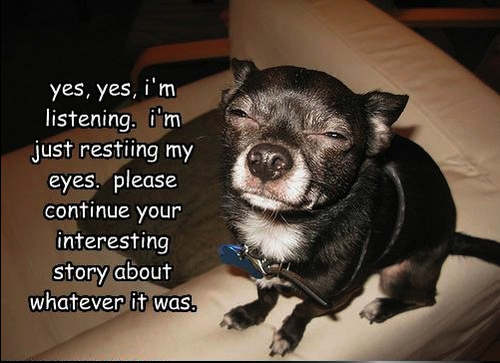 yes, yes, i'm
listening. i'm
just restiing my
eyes. please
continue your
interesting
story about
whatever it was.